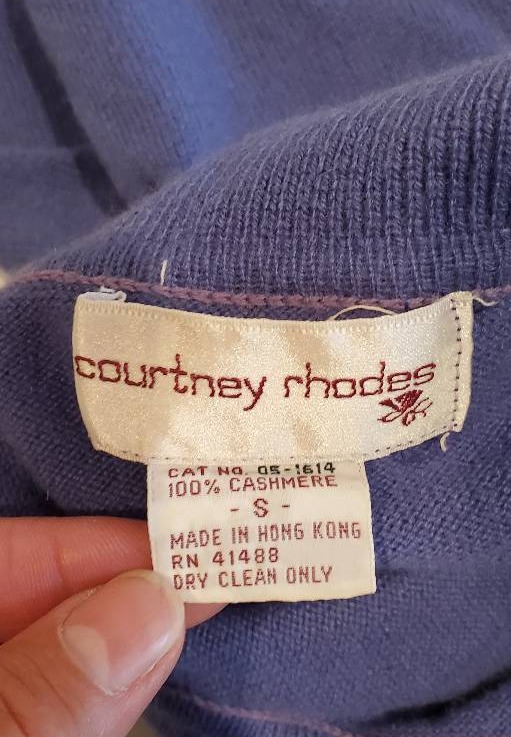 courtney rhodes
CAT NO. 05-1614
100% CASHMERE
- S -
MADE IN HONG KONG
RN 41488
DRY CLEAN ONLY